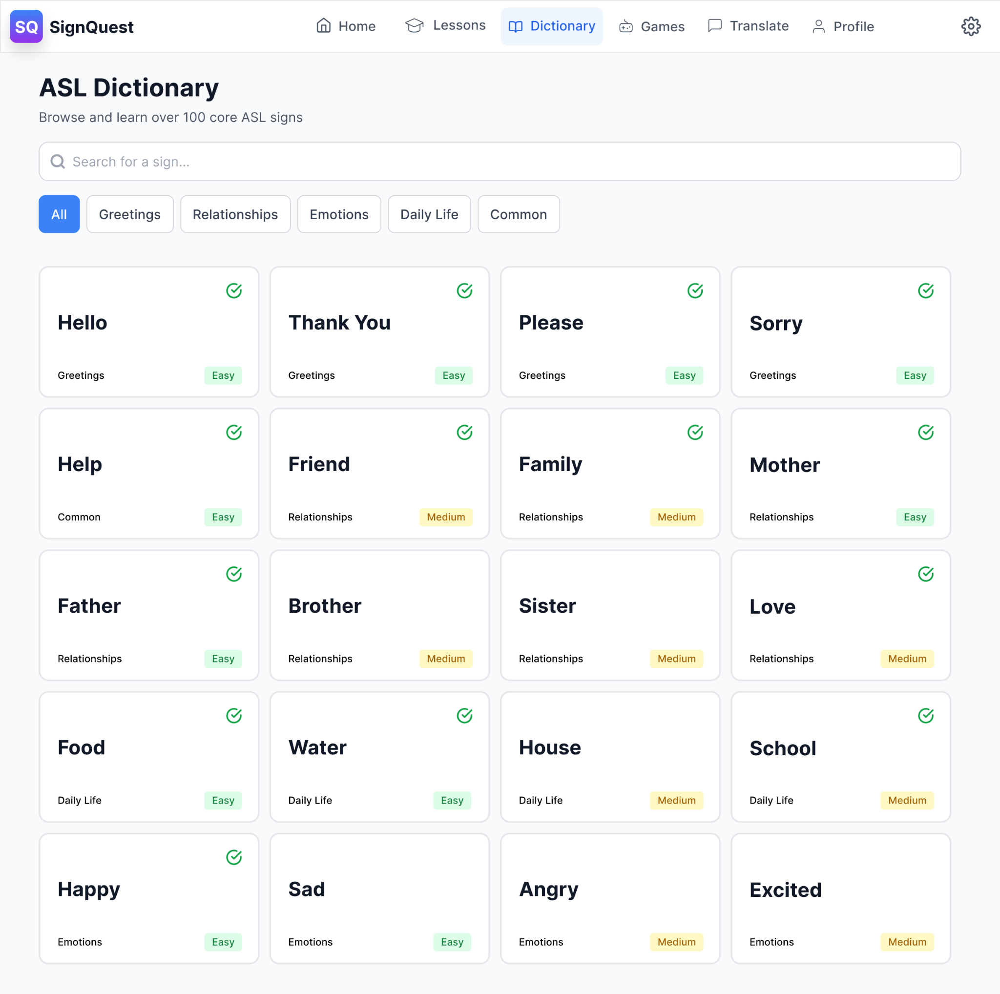 SQ SignQuest Home Lessons Dictionary Games Translate Profile
ASL Dictionary
Browse and learn over 100 core ASL signs
Search for a sign...
All Greetings Relationships Emotions Daily Life Common
Hello Thank You Please Sorry
Greetings Easy Greetings Easy Greetings Easy Greetings Easy
Help Friend Family Mother
Common Easy Relationships Medium Relationships Medium Relationships Easy
Father Brother Sister Love
Relationships Easy Relationships Medium Relationships Medium Relationships Medium
Food Water House School
Daily Life Easy Daily Life Easy Daily Life Medium Daily Life Medium
Happy Sad Angry Excited
Emotions Easy Emotions Easy Emotions Medium Emotions Medium